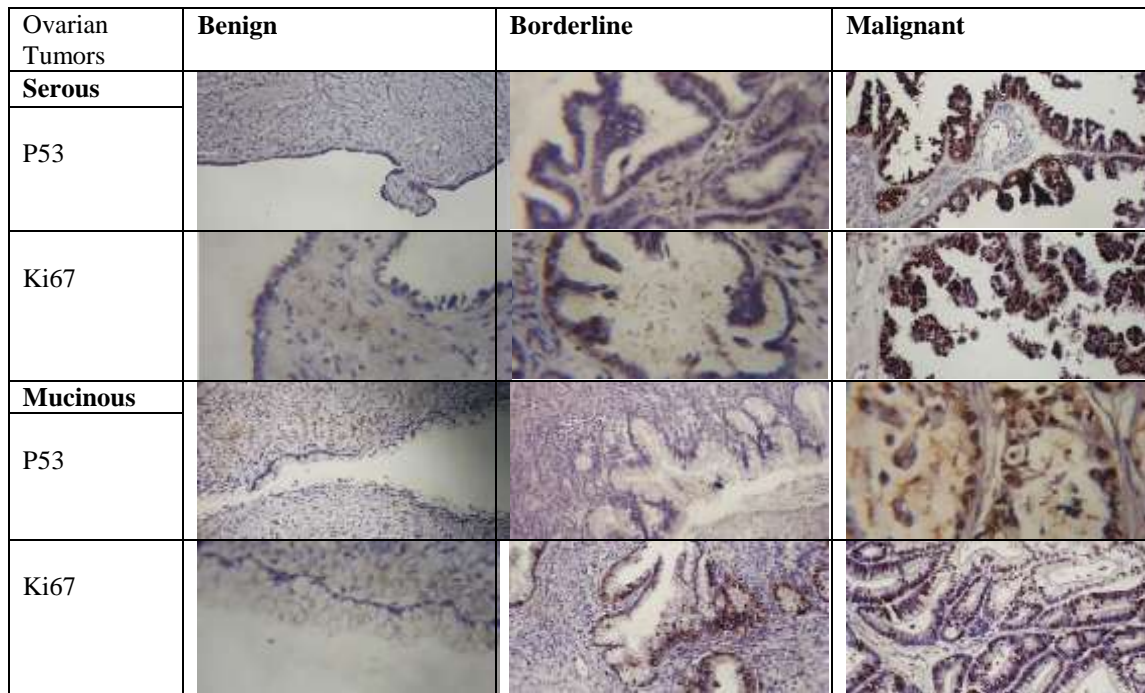 Ovarian Tumors
Benign
Borderline
Malignant
Serous
P53
Ki67
Mucinous
P53
Ki67